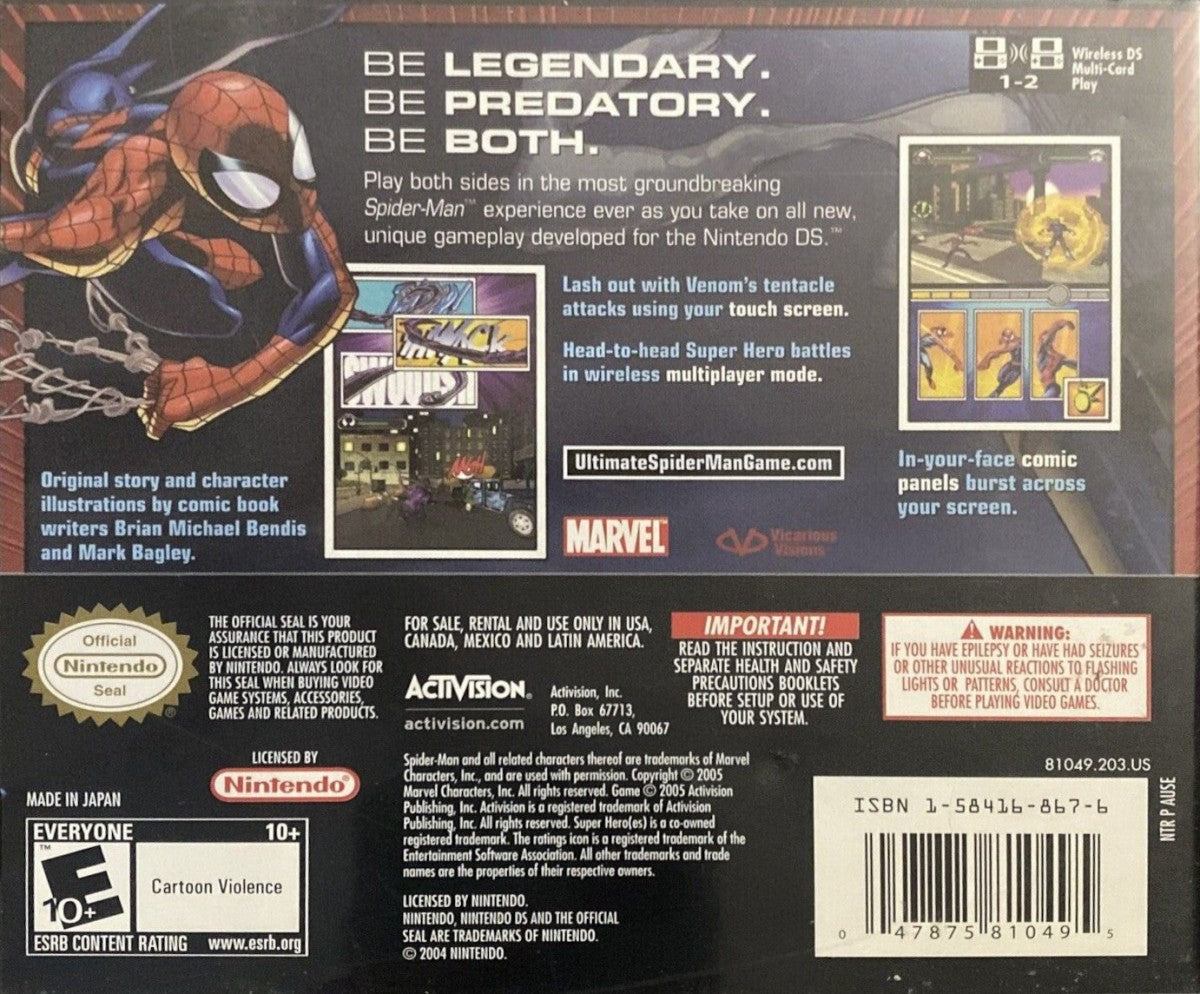 BE LEGENDARY.
BE PREDATORY.
BE BOTH.
Play both sides in the most groundbreaking
Spider-Man™ experience ever as you take on all new,
unique gameplay developed for the Nintendo DS.™
Wireless DS
Multi-Card
Play
1-2
Lash out with Venom's tentacle
attacks using your touch screen.
Head-to-head Super Hero battles
in wireless multiplayer mode.
THWACK
UltimateSpiderManGame.com
MARVEL
Vicarious
Visions
In-your-face comic
panels burst across
your screen.
Original story and character
illustrations by comic book
writers Brian Michael Bendis
and Mark Bagley.
Official
Nintendo
Seal
®
THE OFFICIAL SEAL IS YOUR
ASSURANCE THAT THIS PRODUCT
IS LICENSED OR MANUFACTURED
BY NINTENDO. ALWAYS LOOK FOR
THIS SEAL WHEN BUYING VIDEO
GAME SYSTEMS, ACCESSORIES,
GAMES AND RELATED PRODUCTS.
LICENSED BY
Nintendo®
MADE IN JAPAN
EVERYONE 10+
™
E
10+
Cartoon Violence
ESRB CONTENT RATING www.esrb.org
FOR SALE, RENTAL AND USE ONLY IN USA,
CANADA, MEXICO AND LATIN AMERICA.
ACTIVISION®
activision.com
Activision, Inc.
P.O. Box 67713,
Los Angeles, CA 90067
Spider-Man and all related characters thereof are trademarks of Marvel
Characters, Inc., and are used with permission. Copyright © 2005
Marvel Characters, Inc. All rights reserved. Game © 2005 Activision
Publishing, Inc. Activision is a registered trademark of Activision
Publishing, Inc. All rights reserved. Super Hero(es) is a co-owned
registered trademark. The ratings icon is a registered trademark of the
Entertainment Software Association. All other trademarks and trade
names are the properties of their respective owners.
LICENSED BY NINTENDO.
NINTENDO, NINTENDO DS AND THE OFFICIAL
SEAL ARE TRADEMARKS OF NINTENDO.
© 2004 NINTENDO.
IMPORTANT!
READ THE INSTRUCTION AND
SEPARATE HEALTH AND SAFETY
PRECAUTIONS BOOKLETS
BEFORE SETUP OR USE OF
YOUR SYSTEM.
WARNING:
IF YOU HAVE EPILEPSY OR HAVE HAD SEIZURES
OR OTHER UNUSUAL REACTIONS TO FLASHING
LIGHTS OR PATTERNS, CONSULT A DOCTOR
BEFORE PLAYING VIDEO GAMES.
81049.203.US
NTR P AUSE
ISBN 1-58416-867-6
0 47875 81049 5